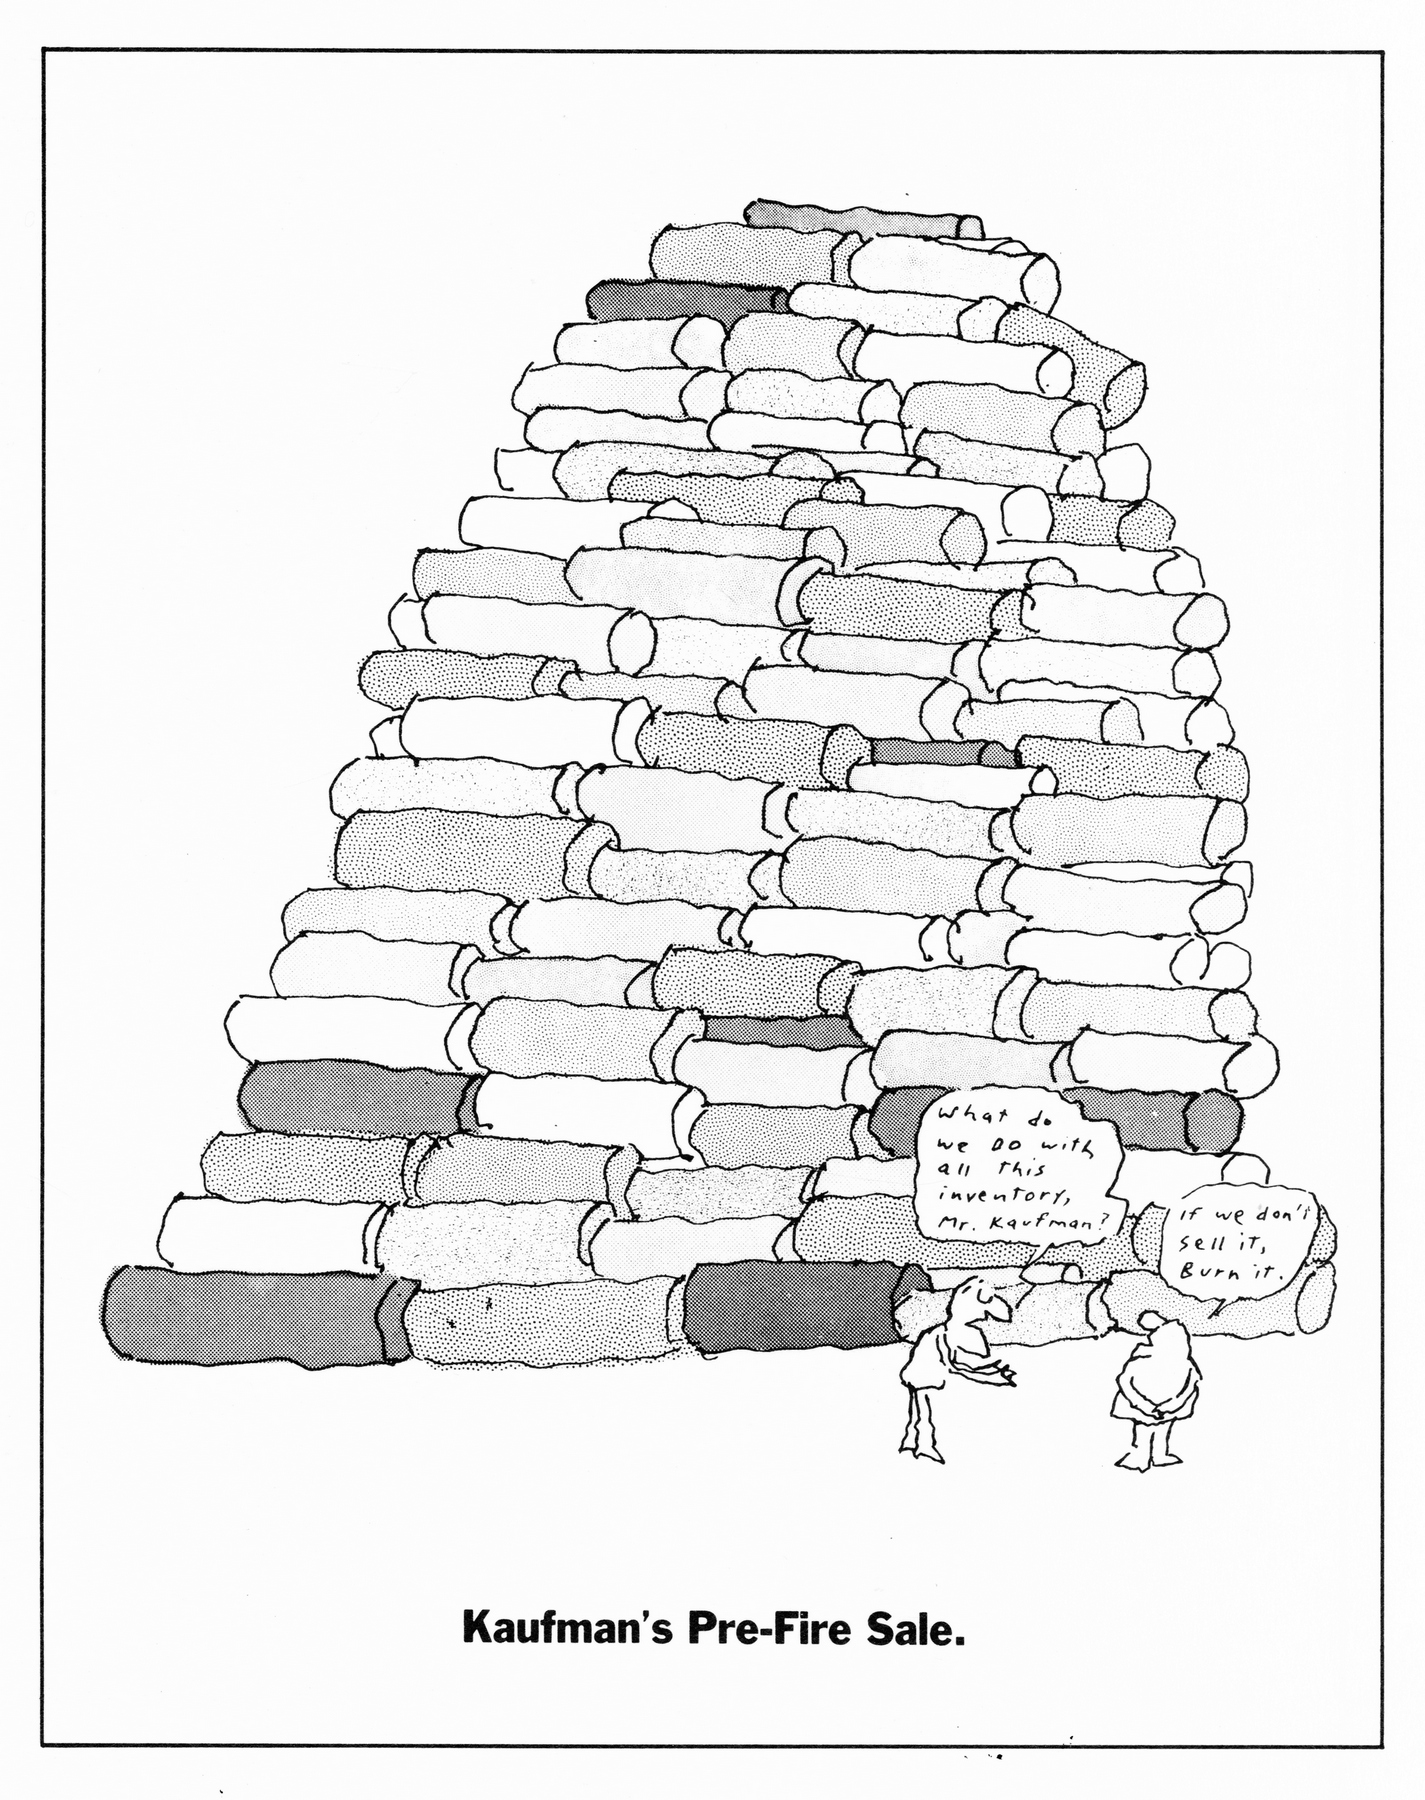 What do
we DO with
all this
inventory,
Mr. Kaufman?
If we don't
sell it,
Burn it.
Kaufman's Pre-Fire Sale.